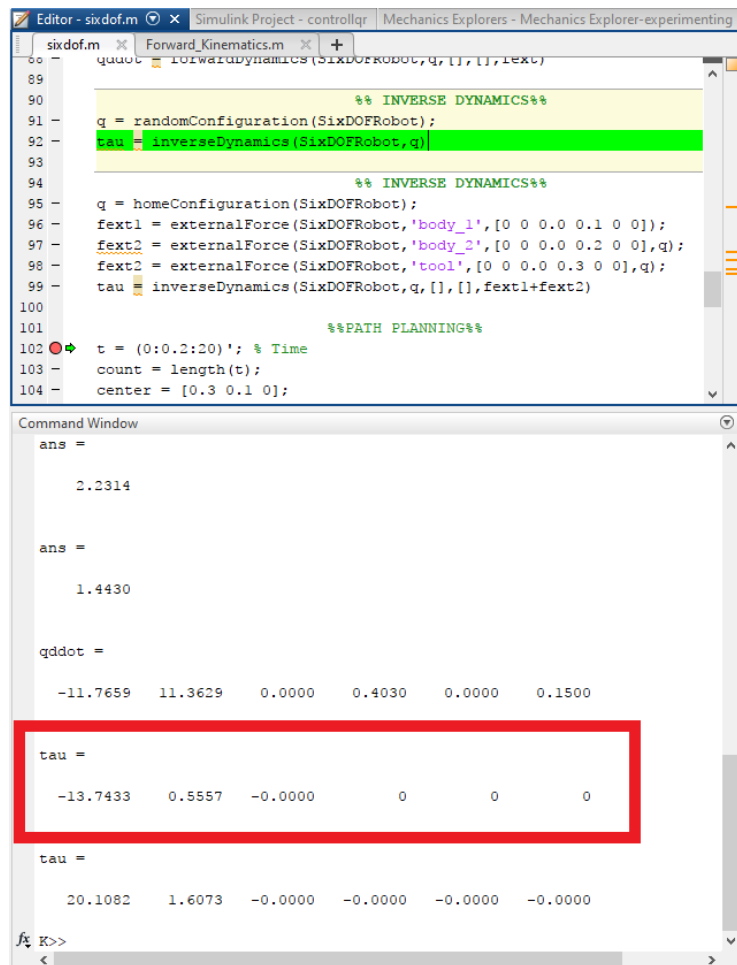 Editor - sixdof.m Simulink Project - controllqr Mechanics Explorers - Mechanics Explorer-experimenting
sixdof.m Forward_Kinematics.m +
88 – qddot = forwardDynamics(SixDOFRobot,q,[],[],fext)
89
90 %% INVERSE DYNAMICS%%
91 – q = randomConfiguration(SixDOFRobot);
92 – tau = inverseDynamics(SixDOFRobot,q)
93
94 %% INVERSE DYNAMICS%%
95 – q = homeConfiguration(SixDOFRobot);
96 – fext1 = externalForce(SixDOFRobot,'body_1',[0 0 0.0 0.1 0 0]);
97 – fext2 = externalForce(SixDOFRobot,'body_2',[0 0 0.0 0.2 0 0],q);
98 – fext2 = externalForce(SixDOFRobot,'tool',[0 0 0.0 0.3 0 0],q);
99 – tau = inverseDynamics(SixDOFRobot,q,[],[],fext1+fext2)
100
101 %%PATH PLANNING%%
102 t = (0:0.2:20)'; % Time
103 – count = length(t);
104 – center = [0.3 0.1 0];
Command Window
ans =
2.2314
ans =
1.4430
qddot =
-11.7659 11.3629 0.0000 0.4030 0.0000 0.1500
tau =
-13.7433 0.5557 -0.0000 0 0 0
tau =
20.1082 1.6073 -0.0000 -0.0000 -0.0000 -0.0000
fx K>>